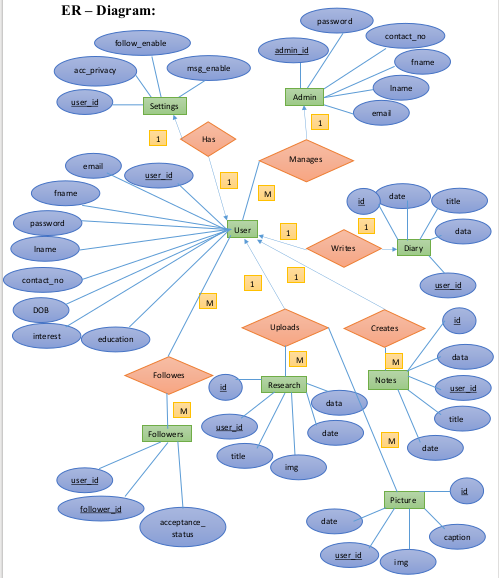 ER – Diagram:
password
follow_enable
contact_no
admin_id
acc_privacy
msg_enable
fname
Admin
lname
user_id
Settings
email
1
1
Has
Manages
email
user_id
1
M
fname
id
date
title
password
User
1
1
data
lname
Writes
Diary
contact_no
1
1
user_id
DOB
M
interest
education
Uploads
Creates
id
Followes
M
M
data
id
Research
Notes
user_id
M
data
user_id
title
Followers
date
M
title
date
img
user_id
Picture
id
follower_id
date
acceptance_
status
caption
user_id
img